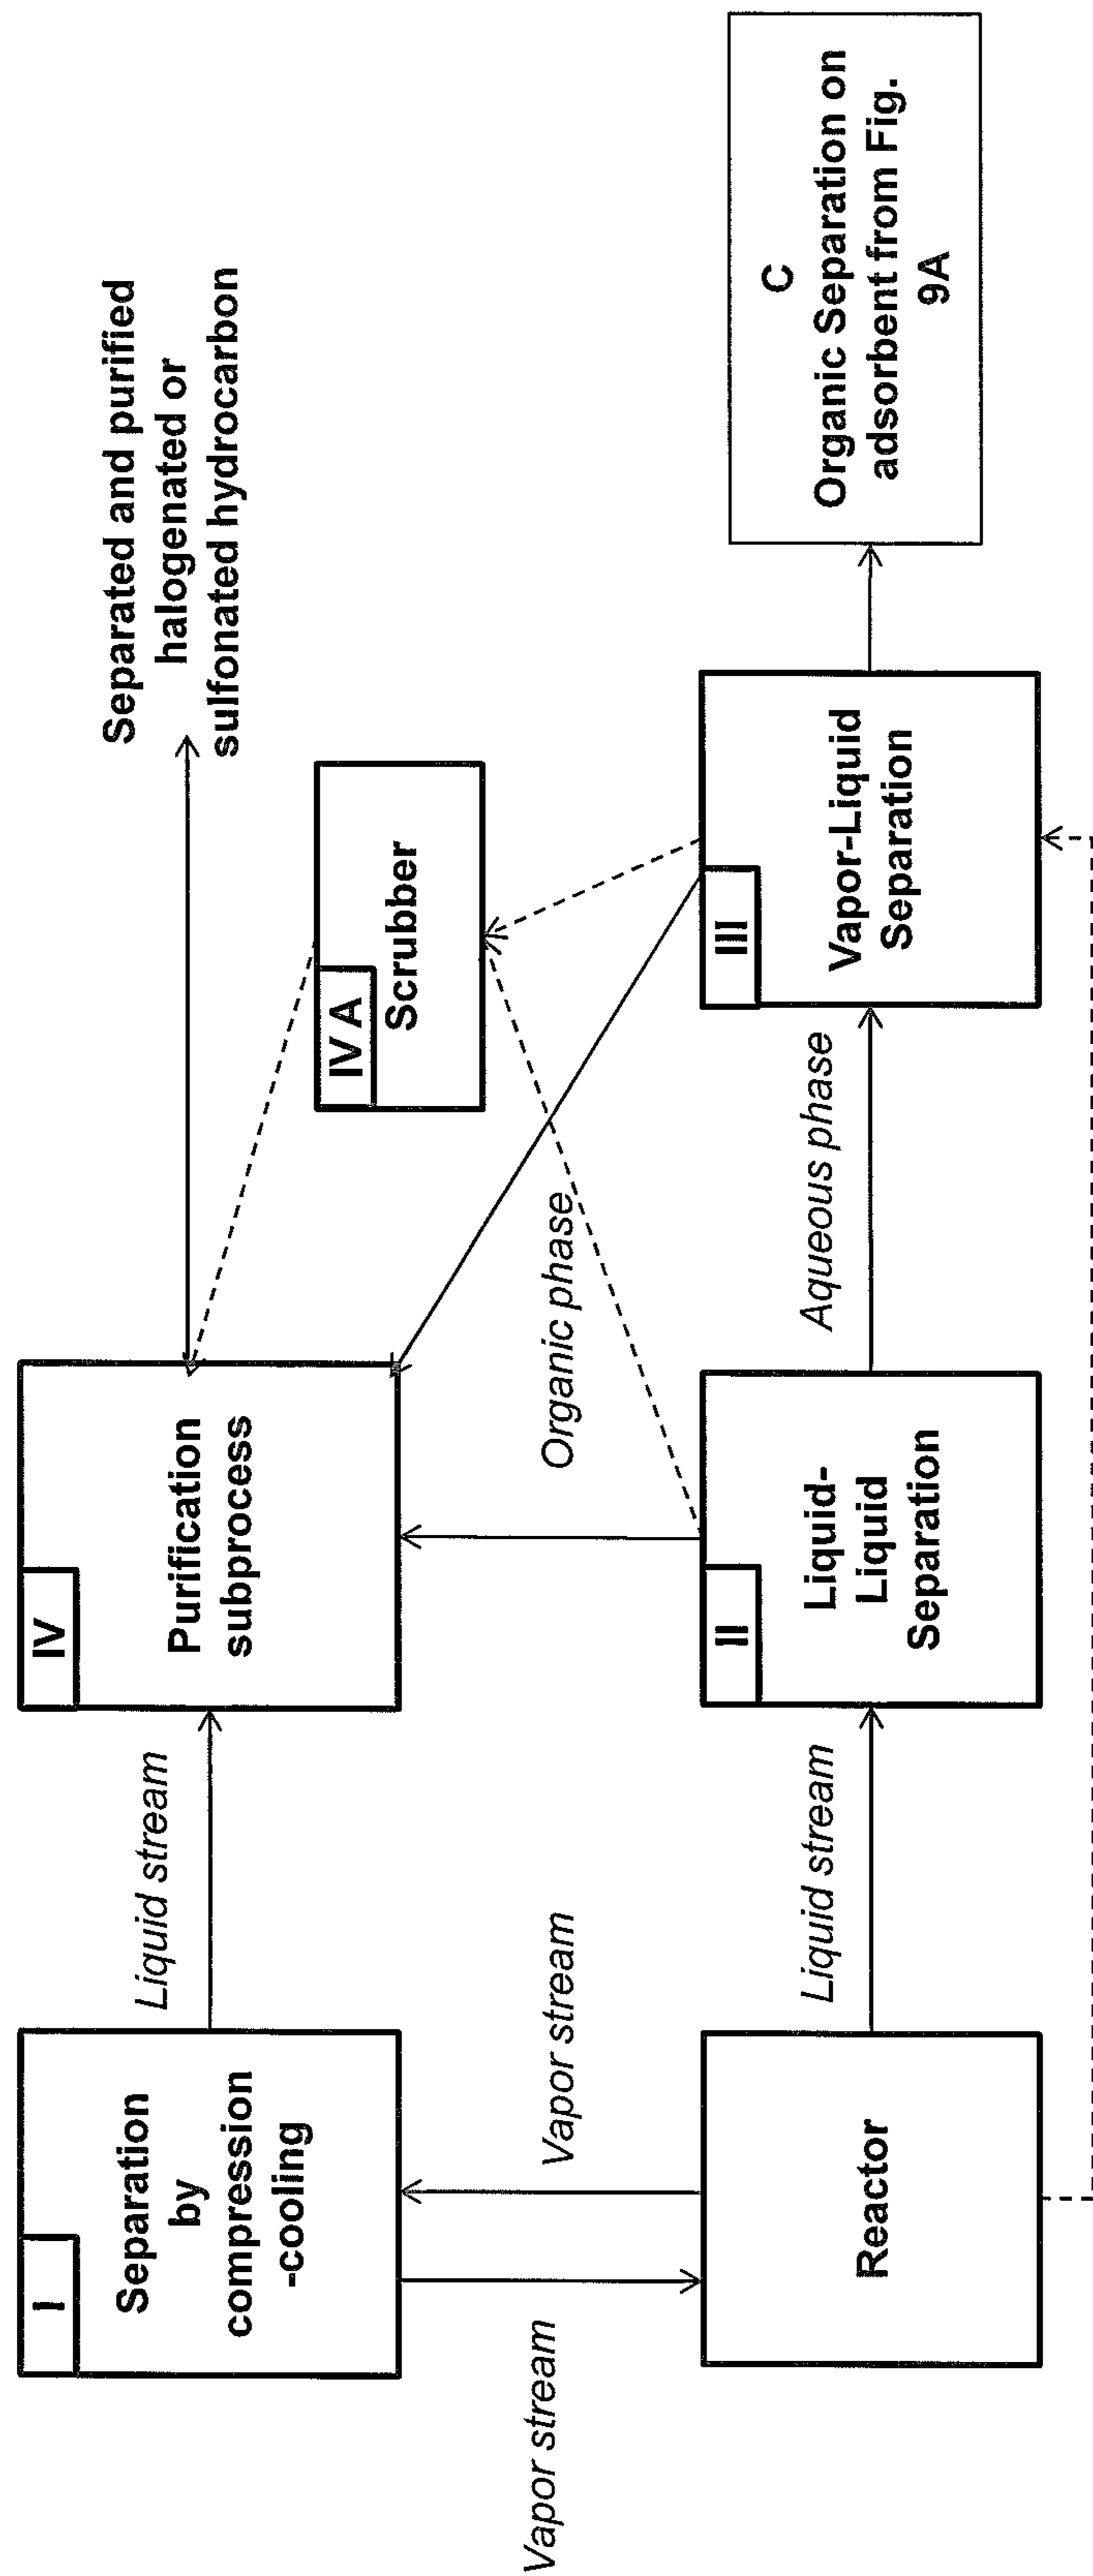 I
Separation
by
compression
-cooling
Liquid stream
IV
Purification
subprocess
Separated and purified
halogenated or
sulfonated hydrocarbon
IV A
Scrubber
Vapor stream
Vapor stream
Organic phase
Reactor
Liquid stream
II
Liquid-
Liquid
Separation
Aqueous phase
III
Vapor-Liquid
Separation
C
Organic Separation on
adsorbent from Fig.
9A